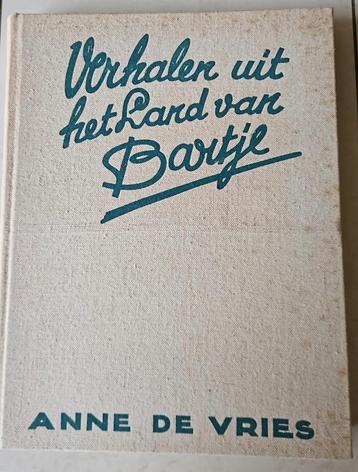 Verhalen uit
het Land van
Bartje
ANNE DE VRIES